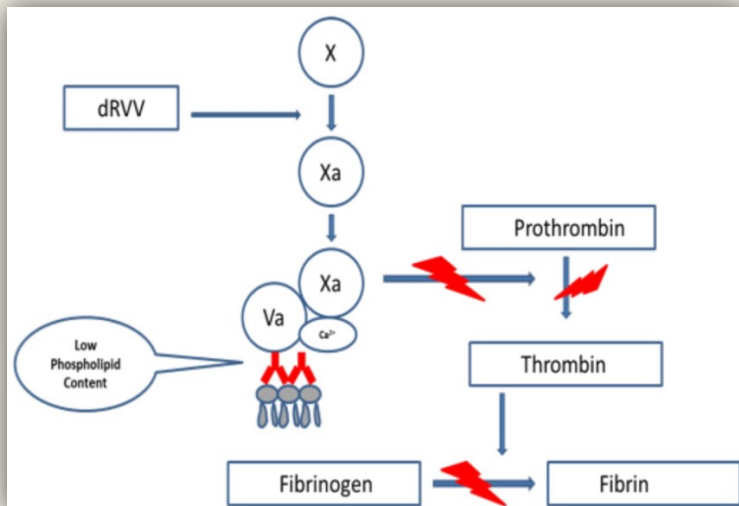 X
dRVV
Xa
Prothrombin
Xa
Va
Ca²⁺
Low
Phospholipid
Content
Thrombin
Fibrinogen
Fibrin